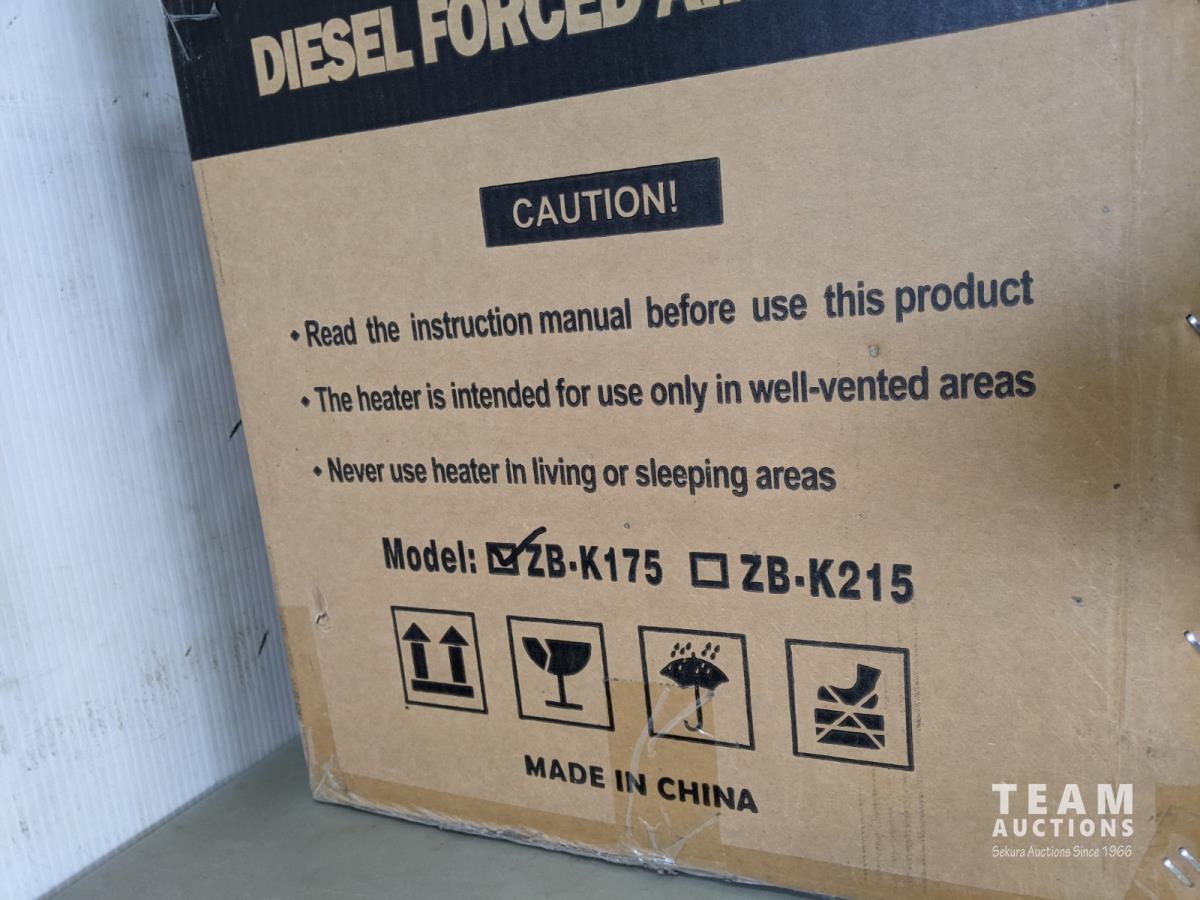 DIESEL FORCED
CAUTION!
• Read the instruction manual before use this product
• The heater is intended for use only in well-vented areas
• Never use heater in living or sleeping areas
Model: ☑ ZB-K175 ☐ ZB-K215
MADE IN CHINA
TEAM
AUCTIONS
Sekura Auctions Since 1966